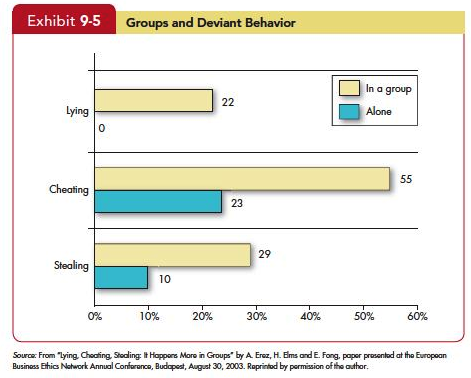 Exhibit 9-5 Groups and Deviant Behavior
In a group
Alone
Lying
22
0
Cheating
55
23
Stealing
29
10
0% 10% 20% 30% 40% 50% 60%
Source: From "Lying, Cheating, Stealing: It Happens More in Groups" by A. Erez, H. Elms and E. Fong, paper presented at the European
Business Ethics Network Annual Conference, Budapest, August 30, 2003. Reprinted by permission of the author.